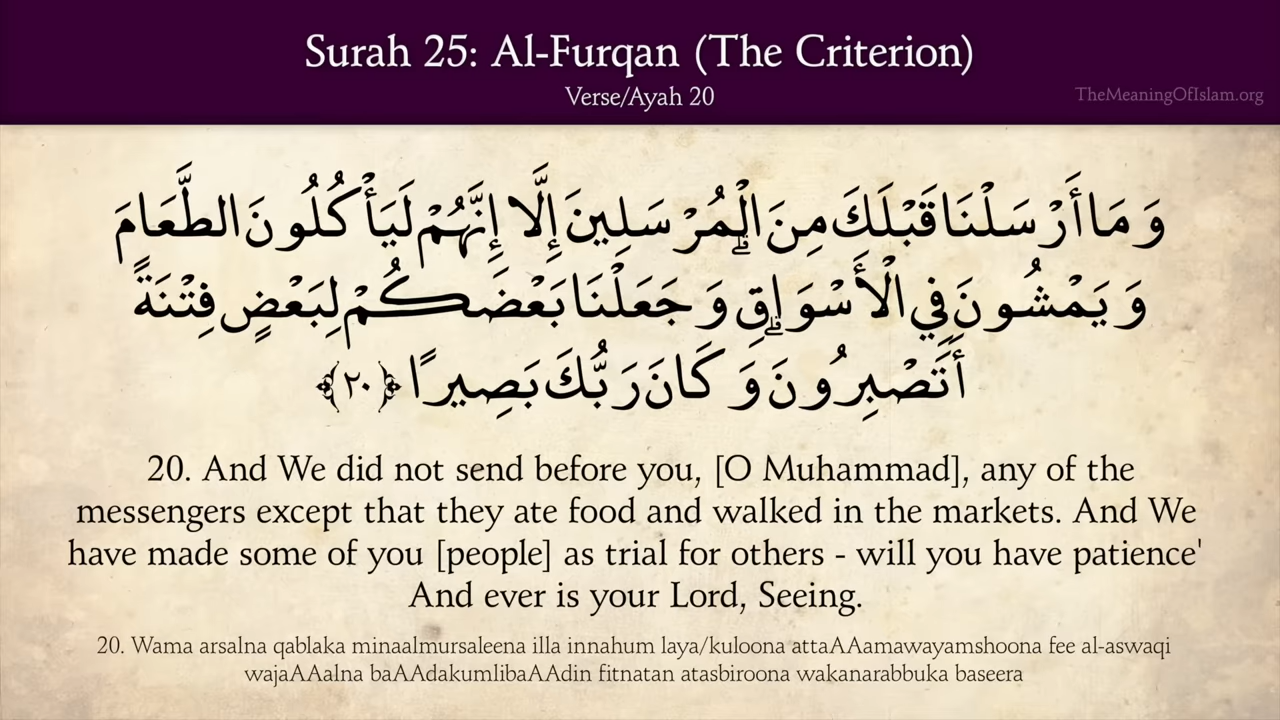 Surah 25: Al-Furqan (The Criterion)
Verse/Ayah 20
TheMeaningOfIslam.org
وَمَا أَرْسَلْنَا قَبْلَكَ مِنَ الْمُرْسَلِينَ إِلَّا إِنَّهُمْ لَيَأْكُلُونَ الطَّعَامَ
وَيَمْشُونَ فِي الْأَسْوَاقِ ۗ وَجَعَلْنَا بَعْضَكُمْ لِبَعْضٍ فِتْنَةً
أَتَصْبِرُونَ ۗ وَكَانَ رَبُّكَ بَصِيرًا ﴿٢٠﴾
20. And We did not send before you, [O Muhammad], any of the
messengers except that they ate food and walked in the markets. And We
have made some of you [people] as trial for others - will you have patience'
And ever is your Lord, Seeing.
20. Wama arsalna qablaka minaalmursaleena illa innahum laya/kuloona attaAAamawayamshoona fee al-aswaqi
wajaAAalna baAAdakumlibaAAdin fitnatan atasbiroona wakanarabbuka baseera